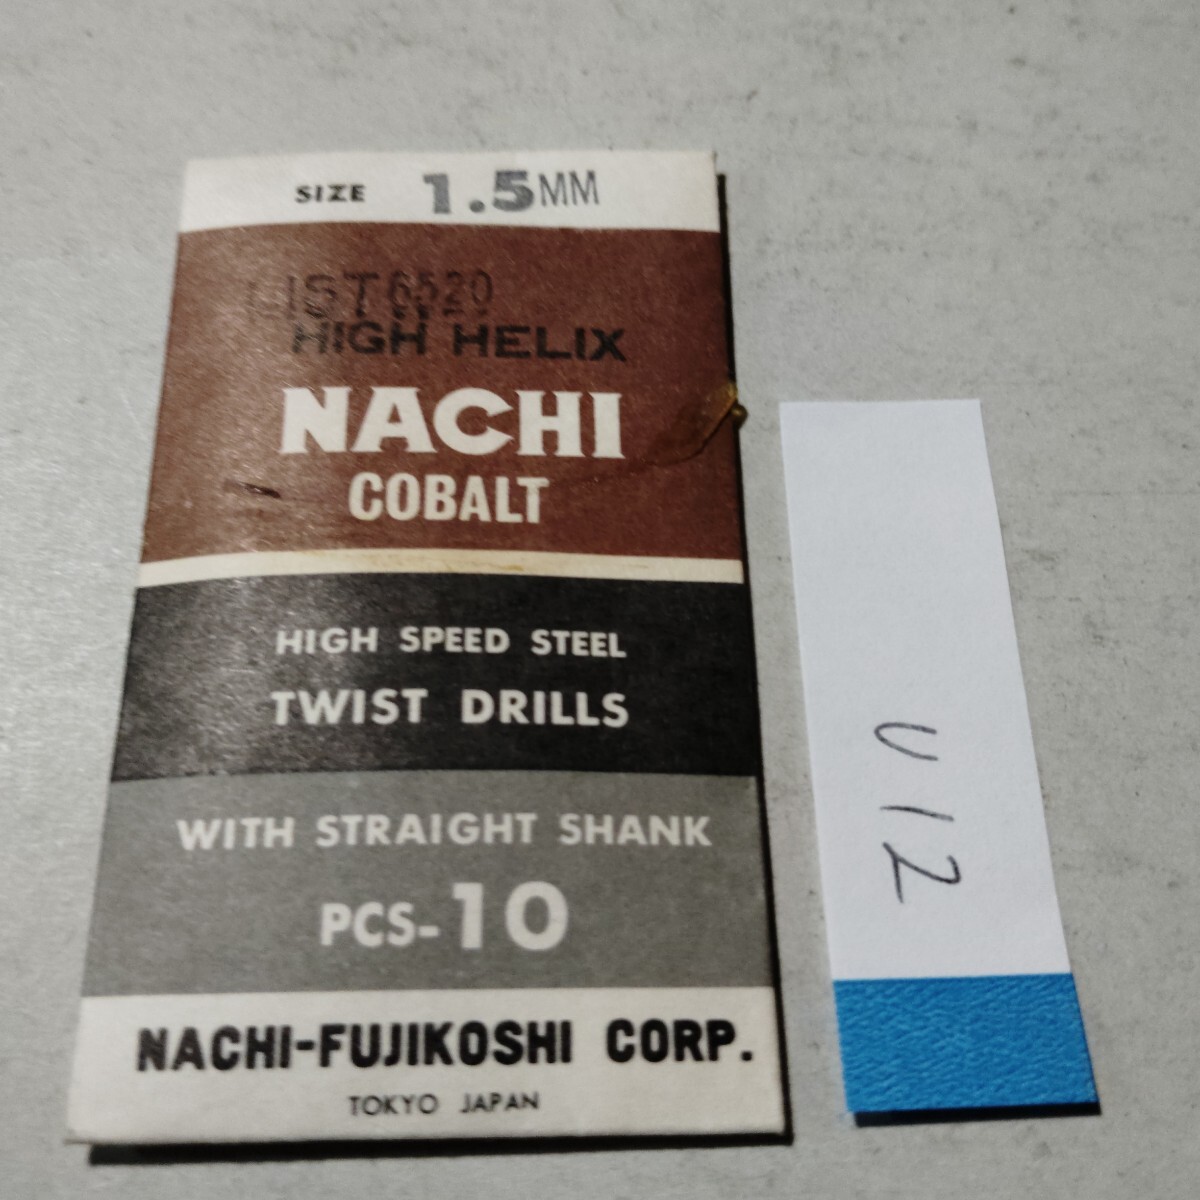 SIZE 1.5MM
LIST 6520
HIGH HELIX
NACHI
COBALT
HIGH SPEED STEEL
TWIST DRILLS
WITH STRAIGHT SHANK
PCS-10
NACHI-FUJIKOSHI CORP.
TOKYO JAPAN
U12